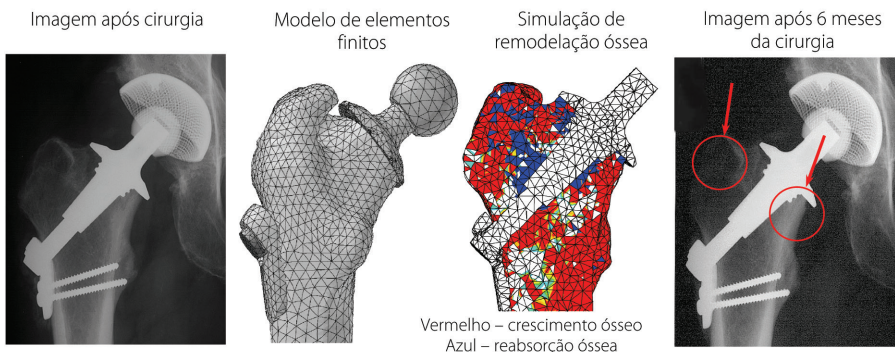 Imagem após cirurgia
Modelo de elementos
finitos
Simulação de
remodelação óssea
Imagem após 6 meses
da cirurgia
Vermelho – crescimento ósseo
Azul – reabsorção óssea